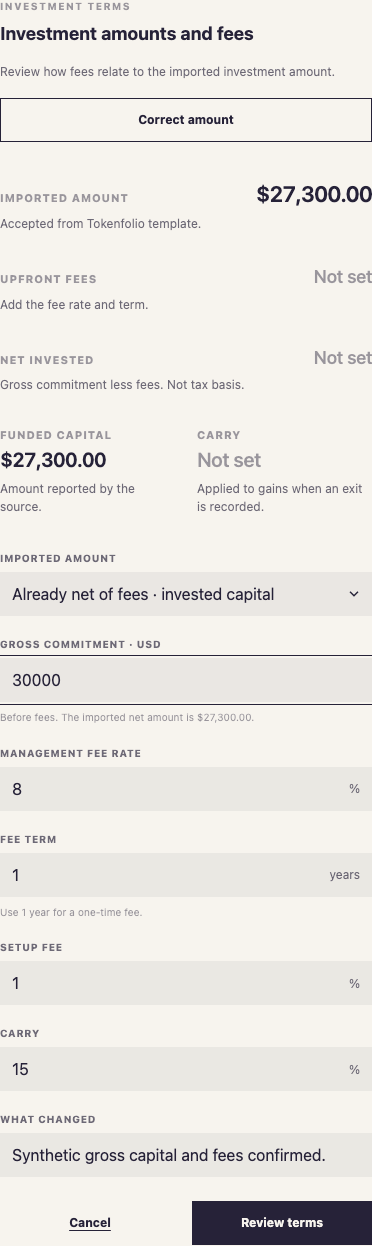 INVESTMENT TERMS
Investment amounts and fees
Review how fees relate to the imported investment amount.
Correct amount
IMPORTED AMOUNT
$27,300.00
Accepted from Tokenfolio template.
UPFRONT FEES
Not set
Add the fee rate and term.
NET INVESTED
Not set
Gross commitment less fees. Not tax basis.
FUNDED CAPITAL
$27,300.00
Amount reported by the
source.
CARRY
Not set
Applied to gains when an exit
is recorded.
IMPORTED AMOUNT
Already net of fees · invested capital
GROSS COMMITMENT · USD
30000
Before fees. The imported net amount is $27,300.00.
MANAGEMENT FEE RATE
8
%
FEE TERM
1
years
Use 1 year for a one-time fee.
SETUP FEE
1
%
CARRY
15
%
WHAT CHANGED
Synthetic gross capital and fees confirmed.
Cancel
Review terms